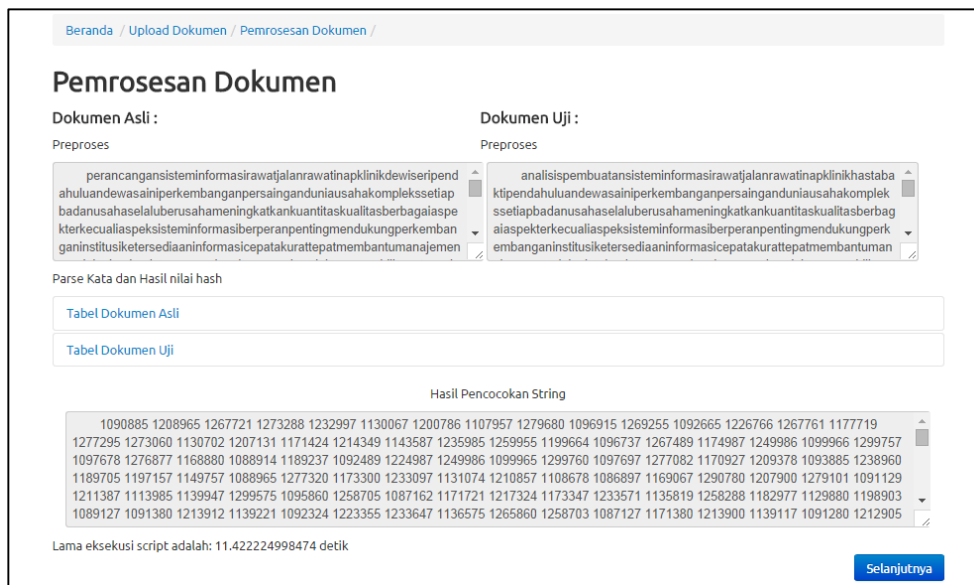 Beranda / Upload Dokumen / Pemrosesan Dokumen /
Pemrosesan Dokumen
Dokumen Asli :
Preproses
perancangansisteminformasirawatjalanrawatinapklinikdewiseripend
ahuluandewasainiperkembanganpersainganduniausahakomplekssetiap
badanusahaselaluberusahameningkatkankuantitaskualitasberbagaiaspe
kterkecualiaspeksisteminformasiberperanpentingmendukungperkemban
ganinstitusiketersediaaninformasicepatakurattepatmembantumanajemen
Dokumen Uji :
Preproses
analisispembuatansisteminformasirawatjalanrawatinapklinikhastaba
ktipendahuluandewasainiperkembanganpersainganduniausahakomplek
ssetiapbadanusahaselaluberusahameningkatkankuantitaskualitasberbag
aiaspekterkecualiaspeksisteminformasiberperanpentingmendukungperk
embanganinstitusiketersediaaninformasicepatakurattepatmembantuman
Parse Kata dan Hasil nilai hash
Tabel Dokumen Asli
Tabel Dokumen Uji
Hasil Pencocokan String
1090885 1208965 1267721 1273288 1232997 1130067 1200786 1107957 1279680 1096915 1269255 1092665 1226766 1267761 1177719
1277295 1273060 1130702 1207131 1171424 1214349 1143587 1235985 1259955 1199664 1096737 1267489 1174987 1249986 1099966 1299757
1097678 1276877 1168880 1088914 1189237 1092489 1224987 1249986 1099965 1299760 1097697 1277082 1170927 1209378 1093885 1238960
1189705 1197157 1149757 1088965 1277320 1173300 1233097 1131074 1210857 1108678 1086897 1169067 1290780 1207900 1279101 1091129
1211387 1113985 1139947 1299575 1095860 1258705 1087162 1171721 1217324 1173347 1233571 1135819 1258288 1182977 1129880 1198903
1089127 1091380 1213912 1139221 1092324 1223355 1233647 1136575 1265860 1258703 1087127 1171380 1213900 1139117 1091280 1212905
Lama eksekusi script adalah: 11.422224998474 detik
Selanjutnya